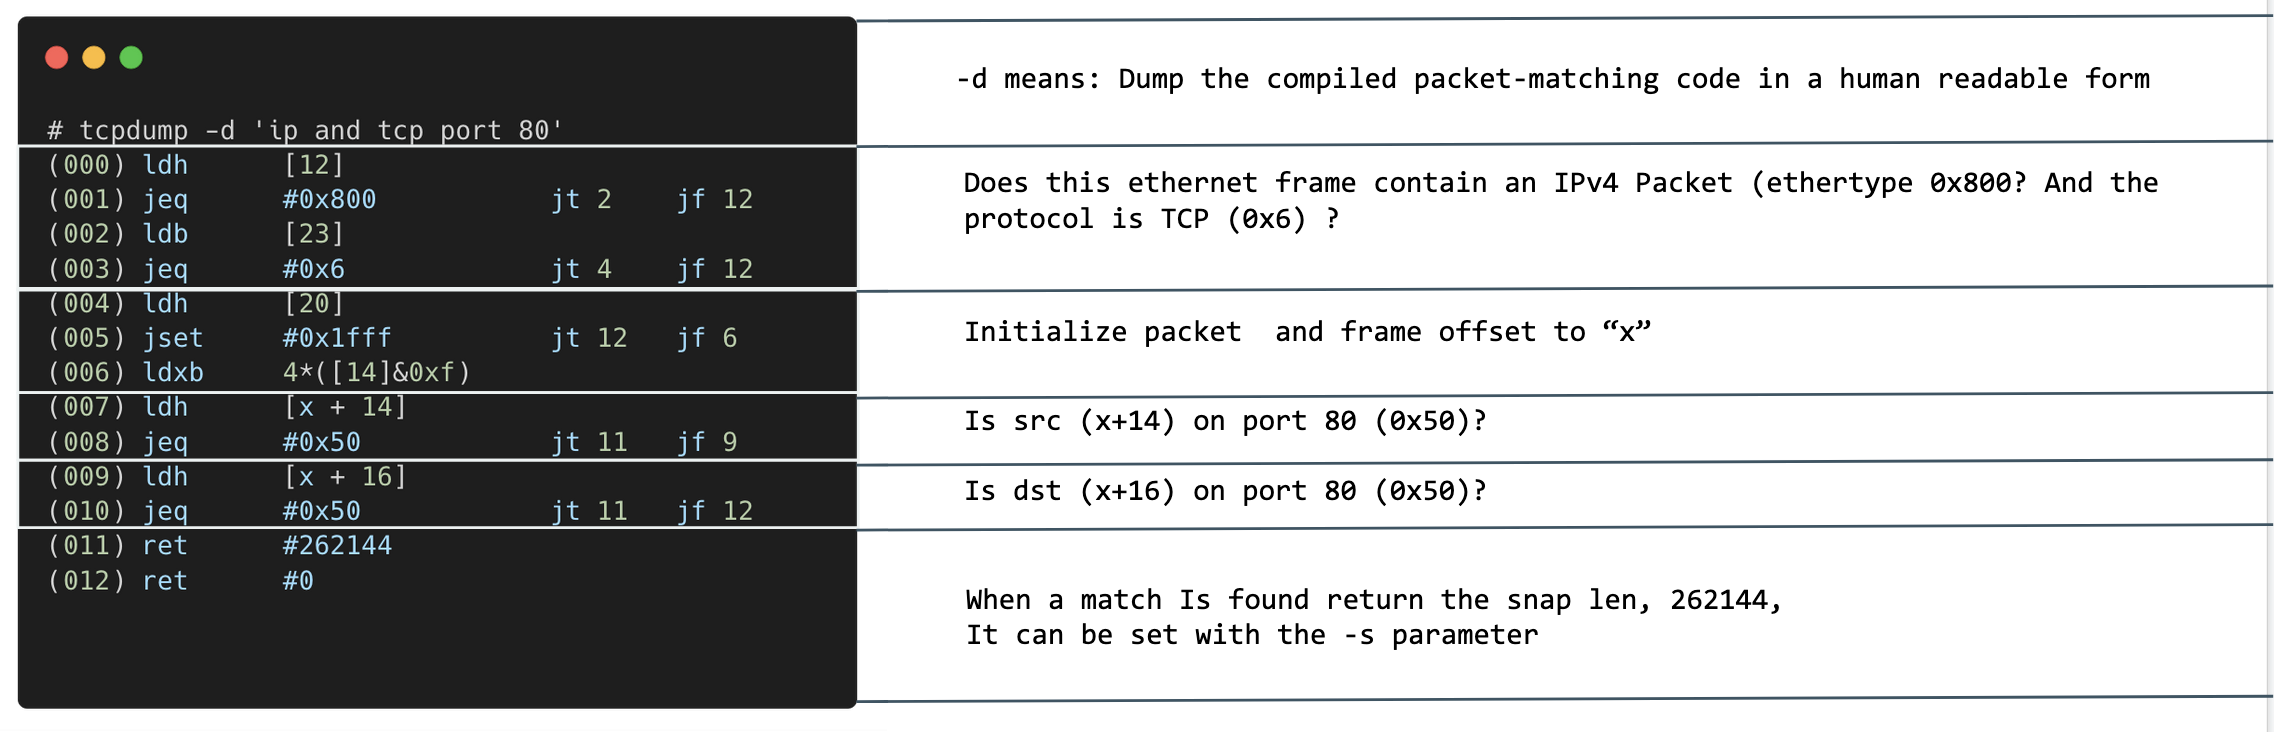 # tcpdump -d 'ip and tcp port 80'
(000) ldh [12]
(001) jeq #0x800 jt 2 jf 12
(002) ldb [23]
(003) jeq #0x6 jt 4 jf 12
(004) ldh [20]
(005) jset #0x1fff jt 12 jf 6
(006) ldxb 4*([14]&0xf)
(007) ldh [x + 14]
(008) jeq #0x50 jt 11 jf 9
(009) ldh [x + 16]
(010) jeq #0x50 jt 11 jf 12
(011) ret #262144
(012) ret #0
-d means: Dump the compiled packet-matching code in a human readable form
Does this ethernet frame contain an IPv4 Packet (ethertype 0x800? And the
protocol is TCP (0x6) ?
Initialize packet  and frame offset to “x”
Is src (x+14) on port 80 (0x50)?
Is dst (x+16) on port 80 (0x50)?
When a match Is found return the snap len, 262144,
It can be set with the -s parameter